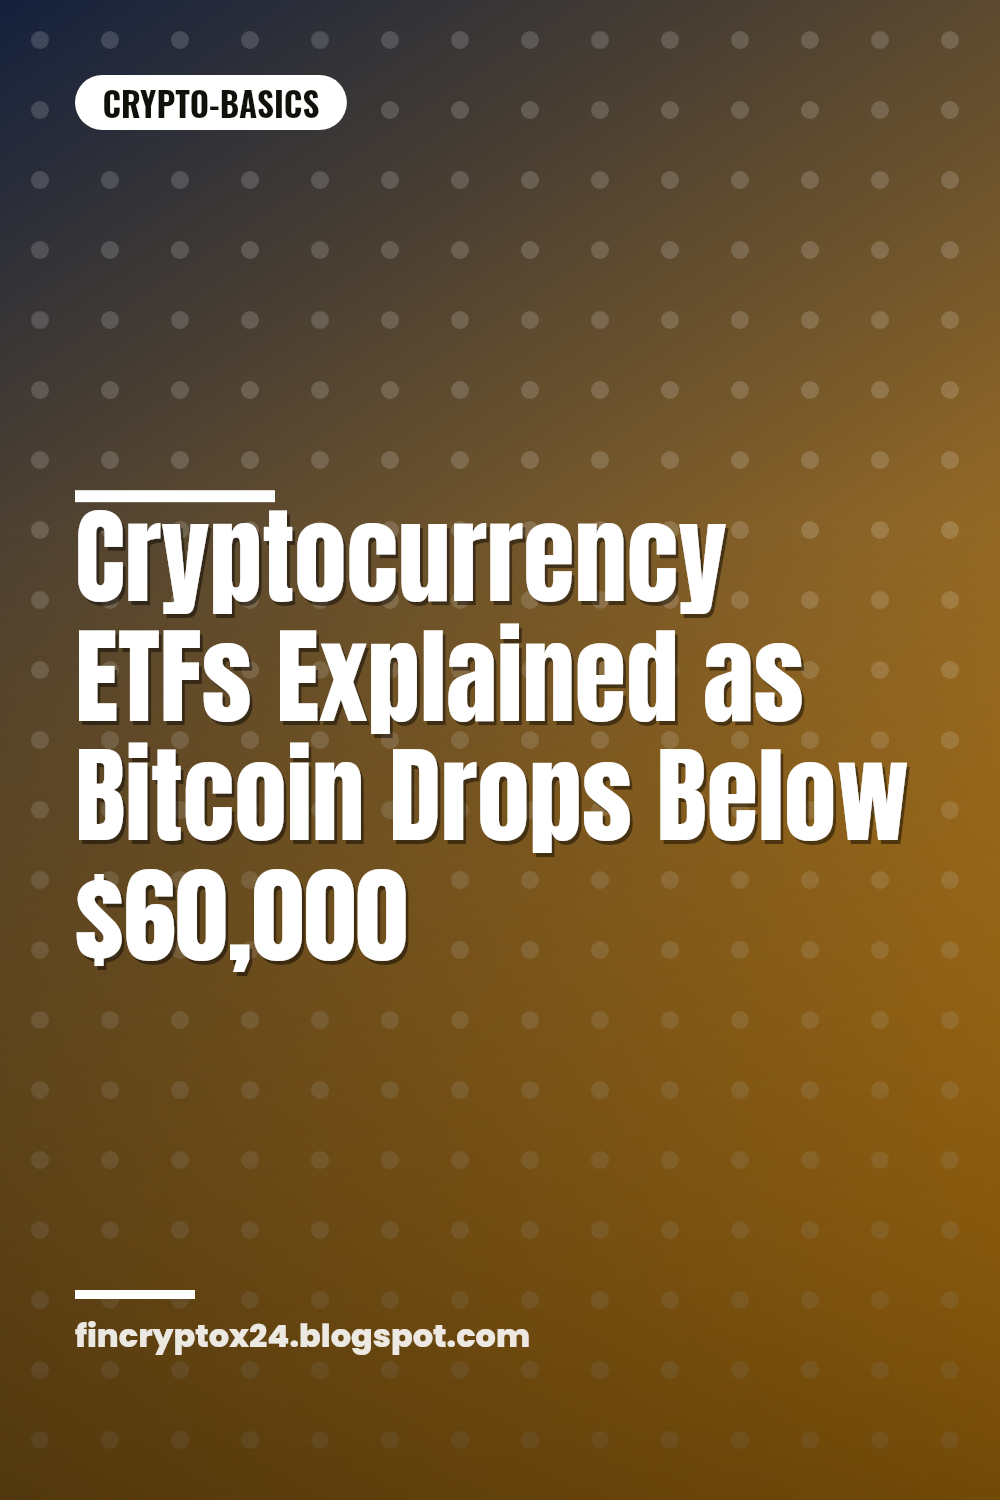 CRYPTO-BASICS
Cryptocurrency
ETFs Explained as
Bitcoin Drops Below
$60,000
fincryptox24.blogspot.com